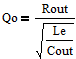 Qo = Rout / √(Le / Cout)